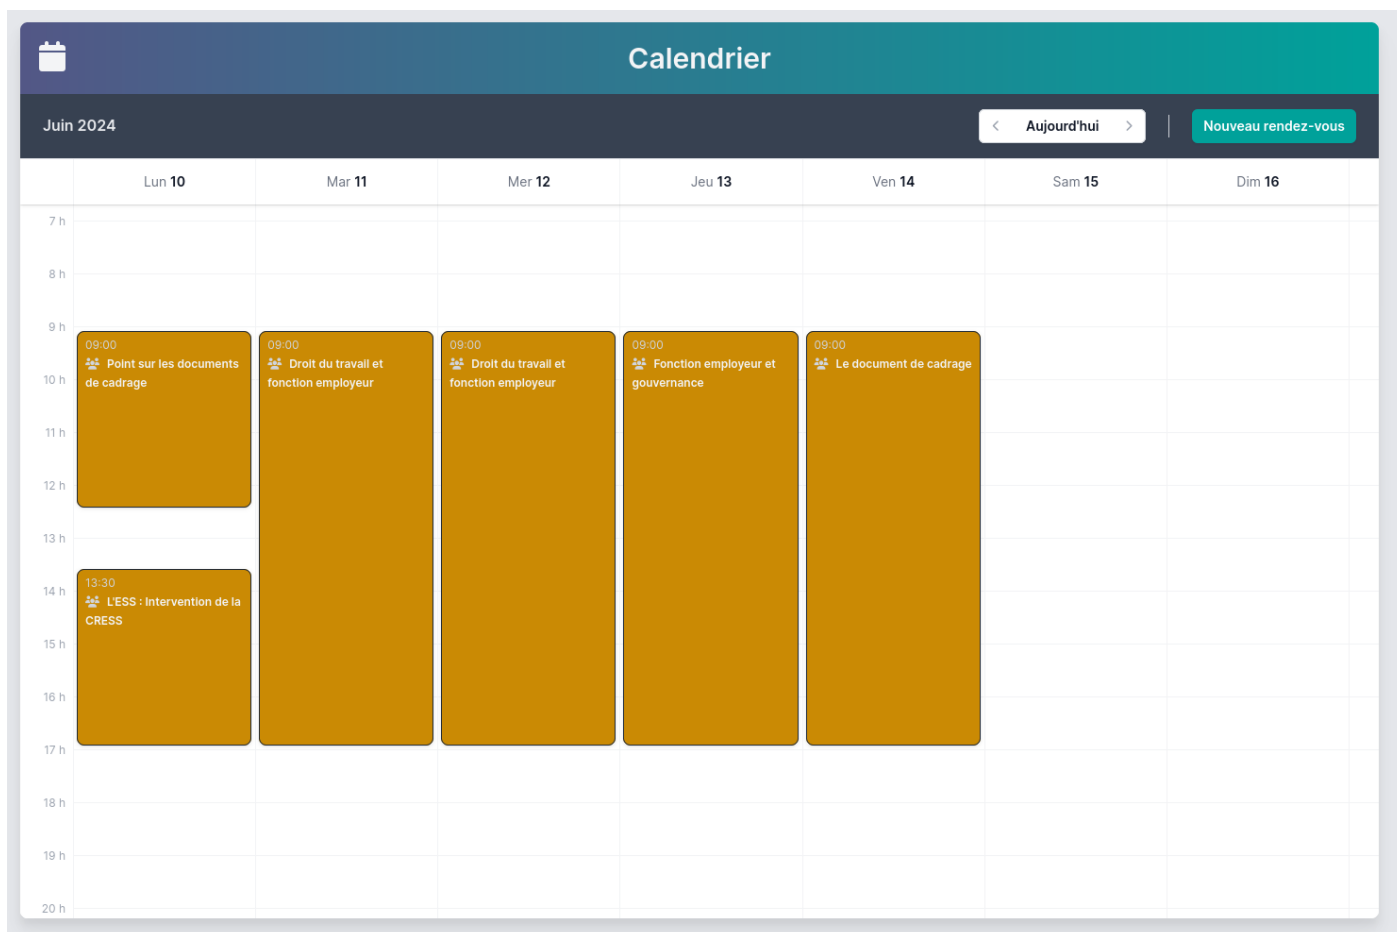 Calendrier
Juin 2024
Aujourd'hui
Nouveau rendez-vous
Lun 10
Mar 11
Mer 12
Jeu 13
Ven 14
Sam 15
Dim 16
7 h
8 h
9 h
10 h
11 h
12 h
13 h
14 h
15 h
16 h
17 h
18 h
19 h
20 h
09:00
Point sur les documents
de cadrage
13:30
L'ESS : Intervention de la
CRESS
09:00
Droit du travail et
fonction employeur
09:00
Droit du travail et
fonction employeur
09:00
Fonction employeur et
gouvernance
09:00
Le document de cadrage